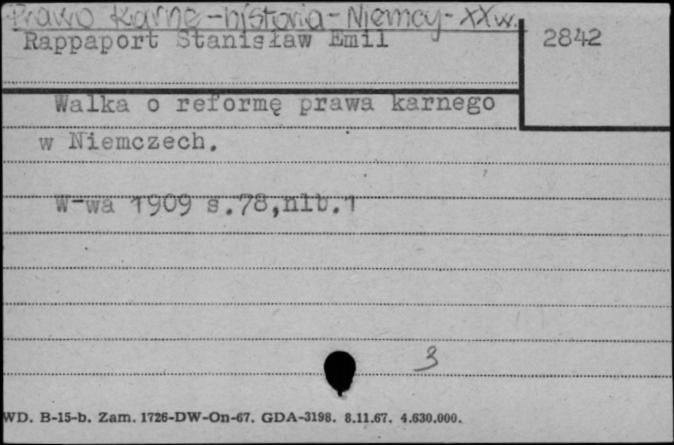 Prawo karne - historia - Niemcy - XX w.
Rappaport Stanisław Emil
2842
Walka o reformę prawa karnego
w Niemczech.
W-wa 1909 s.78,nlb.1
3
WD. B-15-b. Zam. 1726-DW-On-67. GDA-3198. 8.11.67. 4.630.000.